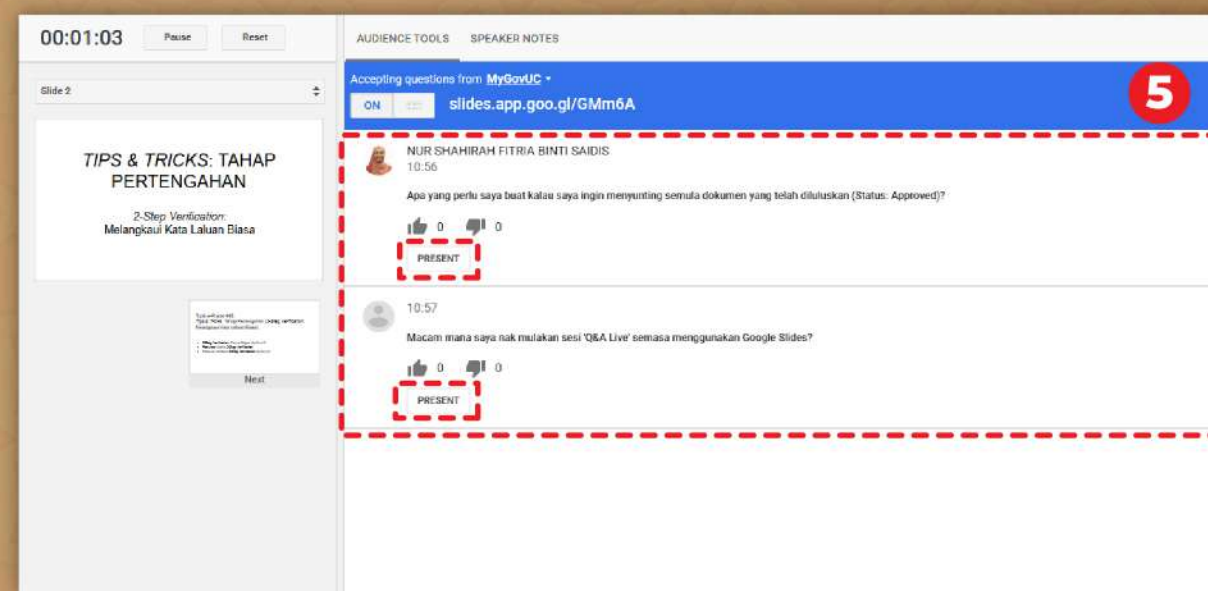 00:01:03
Pause
Reset
Slide 2
TIPS & TRICKS: TAHAP
PERTENGAHAN
2-Step Verification:
Melangkaui Kata Laluan Biasa
Next
AUDIENCE TOOLS
SPEAKER NOTES
Accepting questions from MyGovUC
ON
slides.app.goo.gl/GMm6A
5
NUR SHAHIRAH FITRIA BINTI SAIDIS
10:56
Apa yang perlu saya buat kalau saya ingin menyunting semula dokumen yang telah diluluskan (Status: Approved)?
0
0
PRESENT
10:57
Macam mana saya nak mulakan sesi 'Q&A Live' semasa menggunakan Google Slides?
0
0
PRESENT